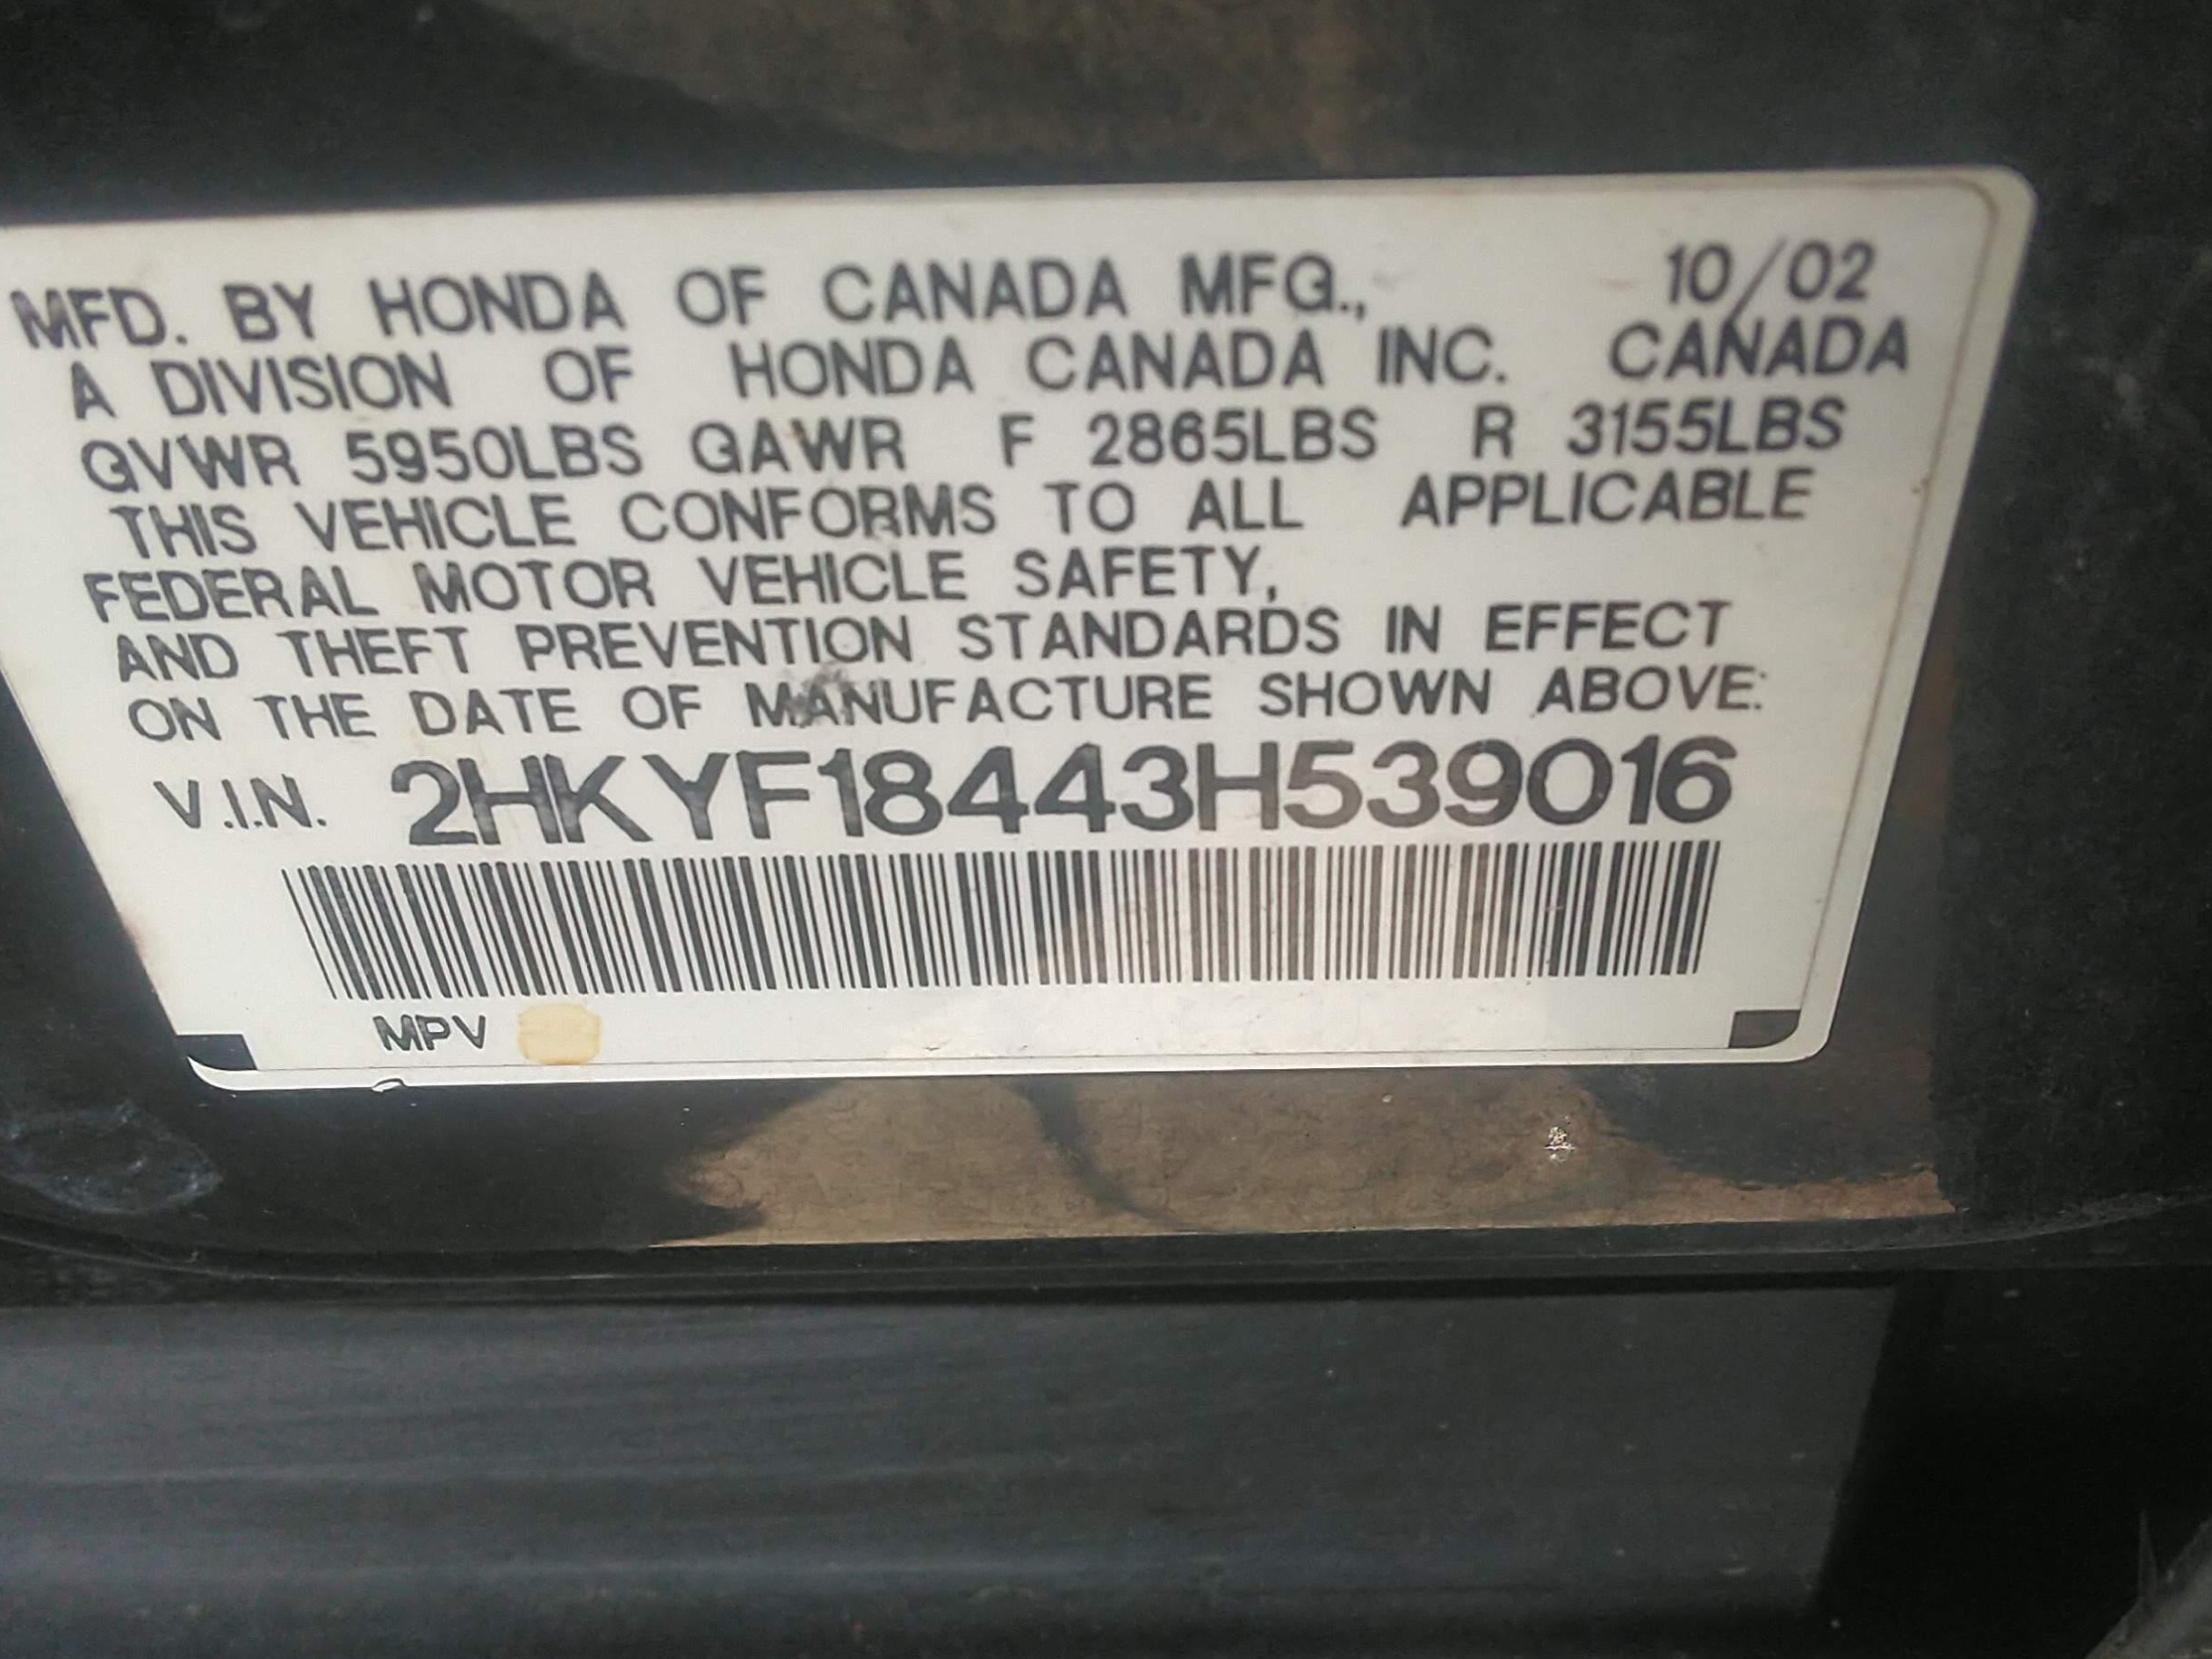 MFD. BY HONDA OF CANADA MFG., 10/02
A DIVISION OF HONDA CANADA INC. CANADA
GVWR 5950LBS GAWR F 2865LBS R 3155LBS
THIS VEHICLE CONFORMS TO ALL APPLICABLE
FEDERAL MOTOR VEHICLE SAFETY,
AND THEFT PREVENTION STANDARDS IN EFFECT
ON THE DATE OF MANUFACTURE SHOWN ABOVE:
V.I.N. 2HKYF18443H539016
MPV